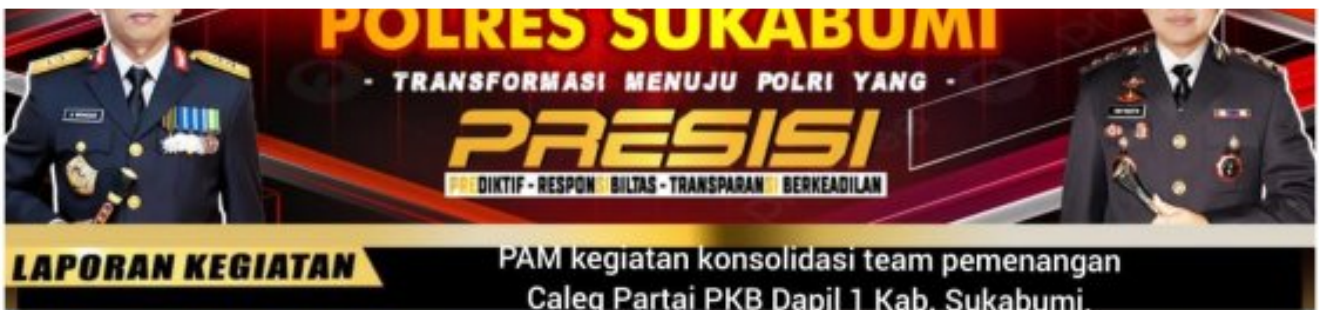 POLRES SUKABUMI
- TRANSFORMASI MENUJU POLRI YANG -
PRESISI
PREDIKTIF - RESPONSIBILTAS - TRANSPARANSI BERKEADILAN
LAPORAN KEGIATAN
PAM kegiatan konsolidasi team pemenangan
Caleg Partai PKB Dapil 1 Kab. Sukabumi.